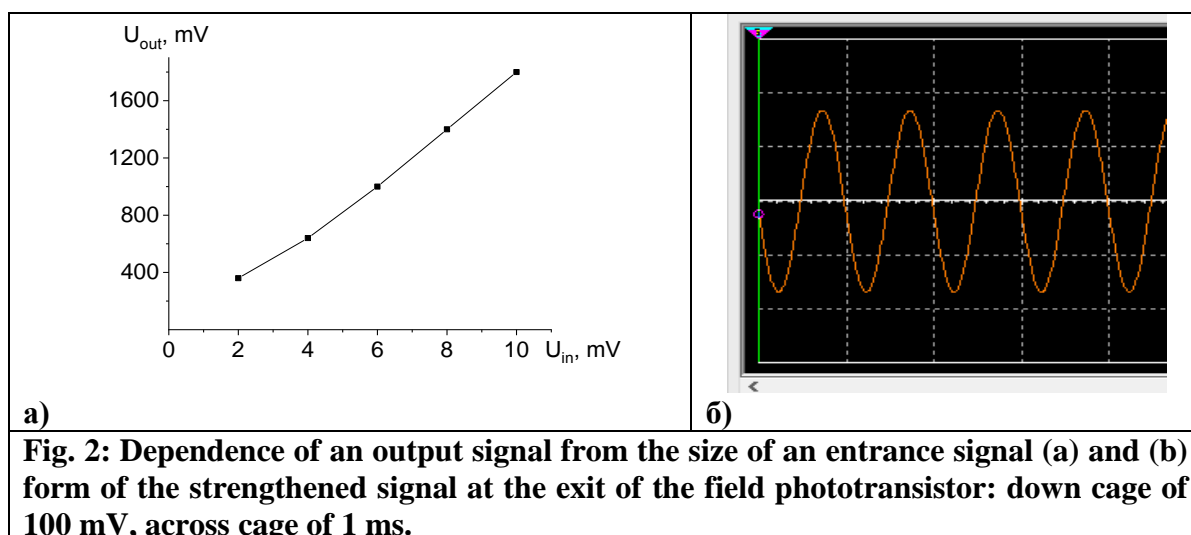 U_out, mV
1600
1200
800
400
0 2 4 6 8 10 U_in, mV
а)
б)
Fig. 2: Dependence of an output signal from the size of an entrance signal (a) and (b)
form of the strengthened signal at the exit of the field phototransistor: down cage of
100 mV, across cage of 1 ms.